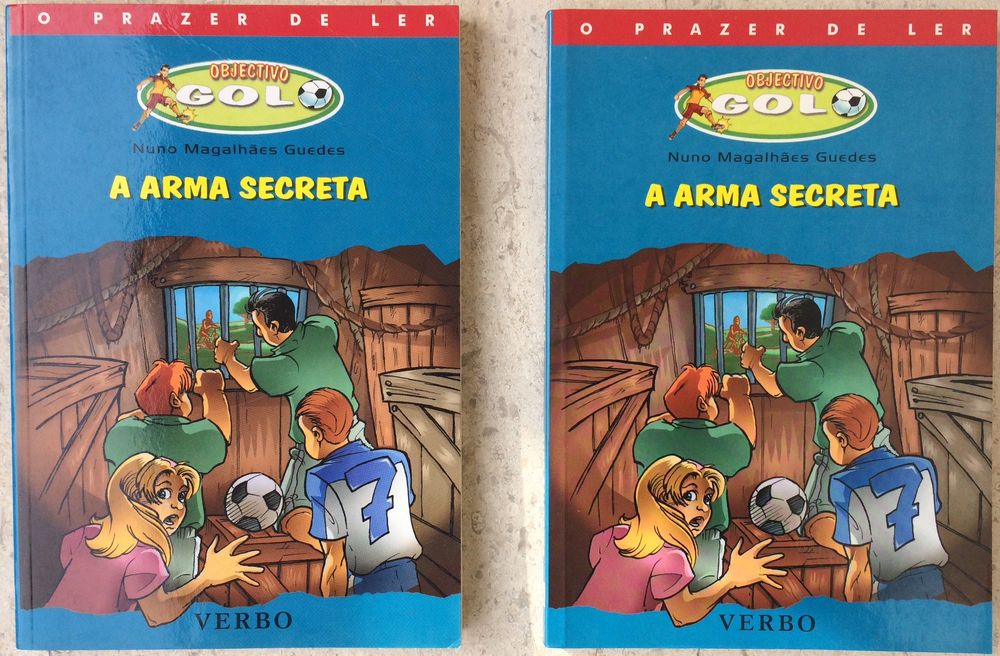 O PRAZER DE LER
OBJECTIVO
GOLO
Nuno Magalhães Guedes
A ARMA SECRETA
7
VERBO
O PRAZER DE LER
OBJECTIVO
GOLO
Nuno Magalhães Guedes
A ARMA SECRETA
7
VERBO